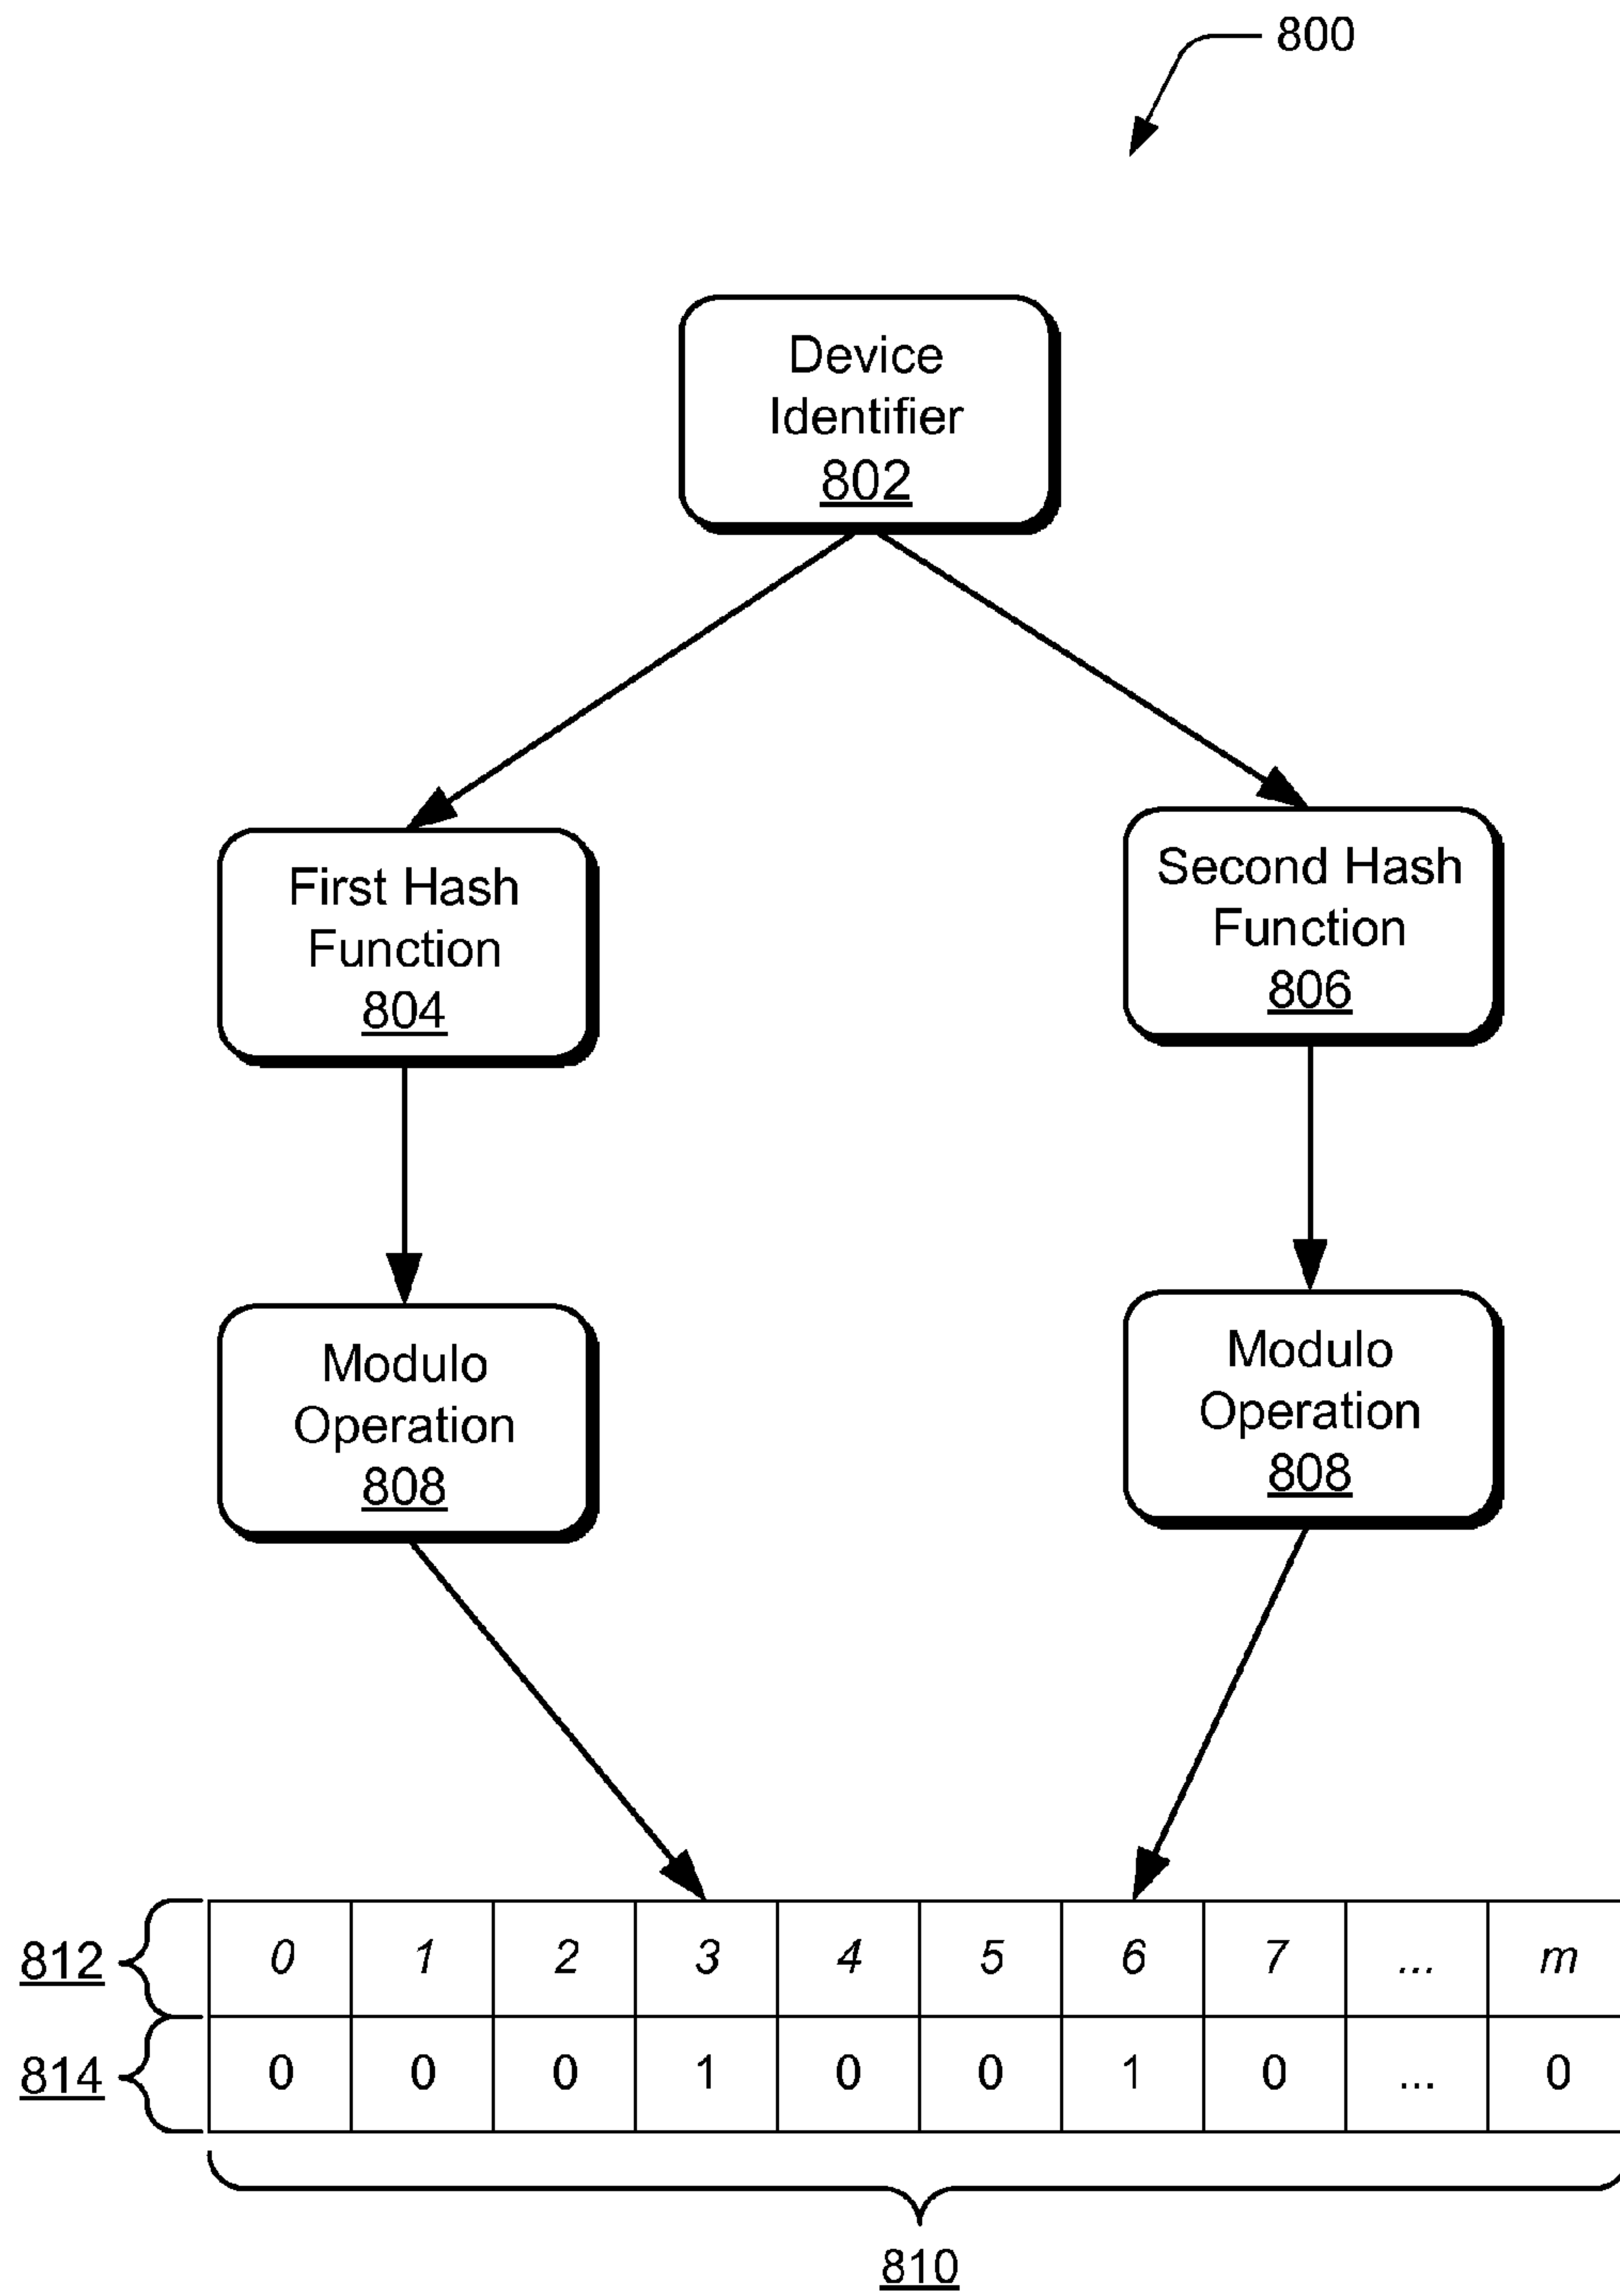 800
Device
Identifier
802
First Hash
Function
804
Second Hash
Function
806
Modulo
Operation
808
Modulo
Operation
808
812 0 1 2 3 4 5 6 7 ... m
814 0 0 0 1 0 0 1 0 ... 0
810